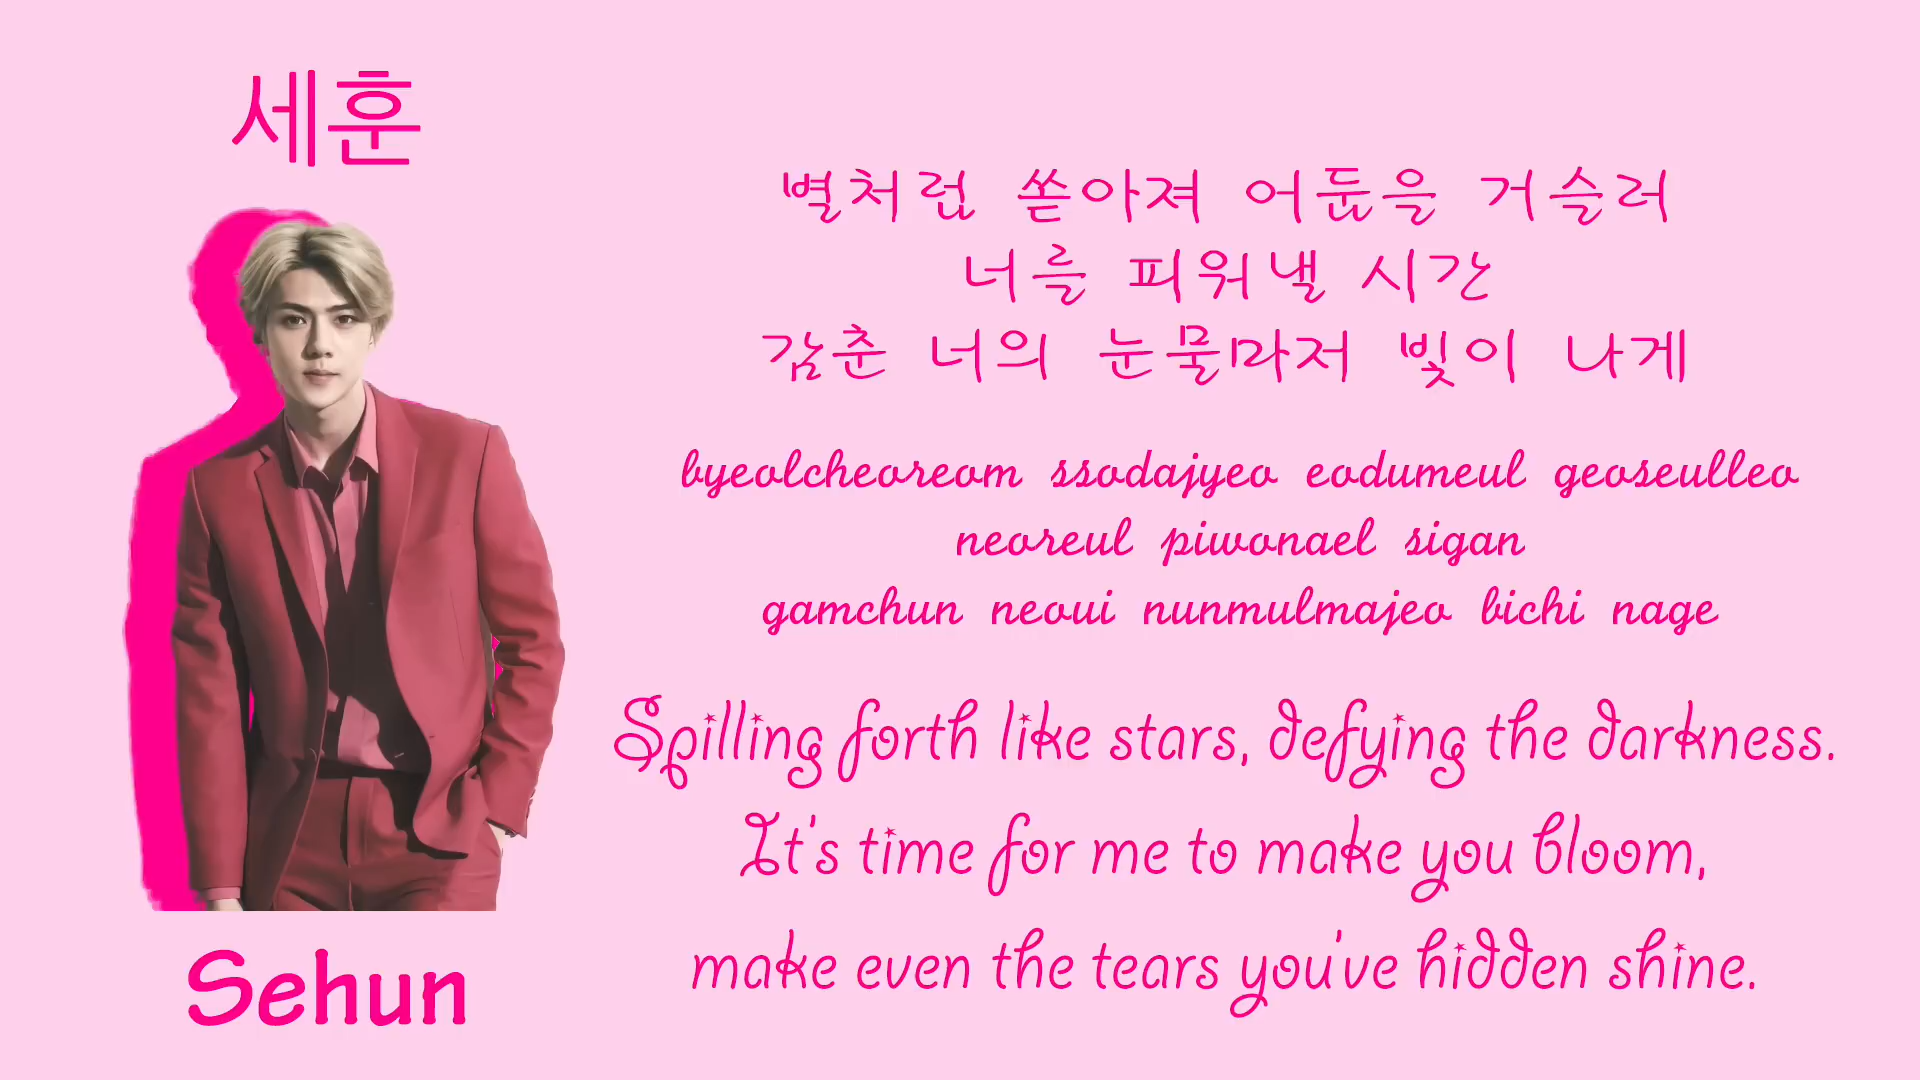 세훈
별처럼 쏟아져 어둠을 거슬러
너를 피워낼 시간
감춘 너의 눈물마저 빛이 나게
byeolcheoreom ssodajyeo eodumeul geoseulleo
neoreul piwonael sigan
gamchun neoui nunmulmajeo bichi nage
Spilling forth like stars, defying the darkness.
It's time for me to make you bloom,
make even the tears you've hidden shine.
Sehun